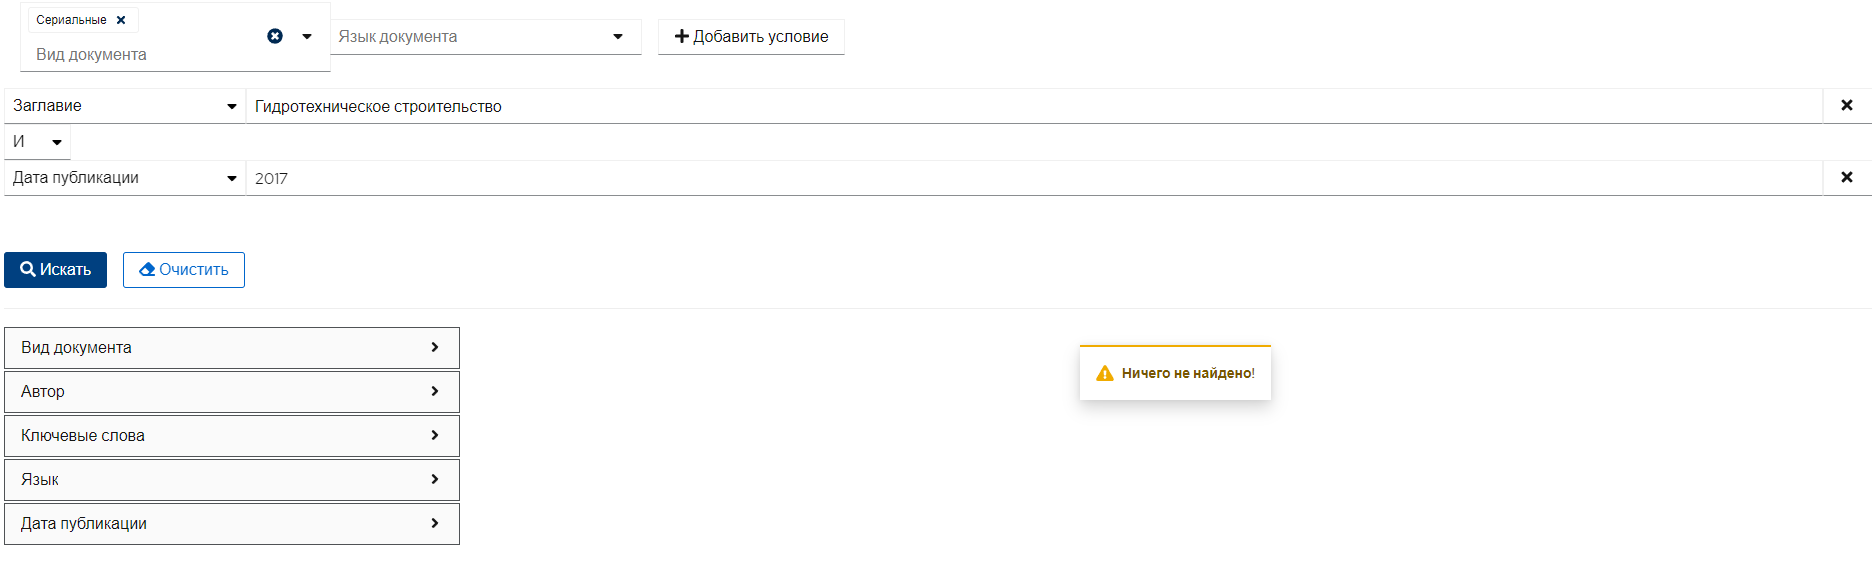 Сериальные
Вид документа
Язык документа
Добавить условие
Заглавие
Гидротехническое строительство
И
Дата публикации
2017
Искать
Очистить
Вид документа
Автор
Ключевые слова
Язык
Дата публикации
Ничего не найдено!